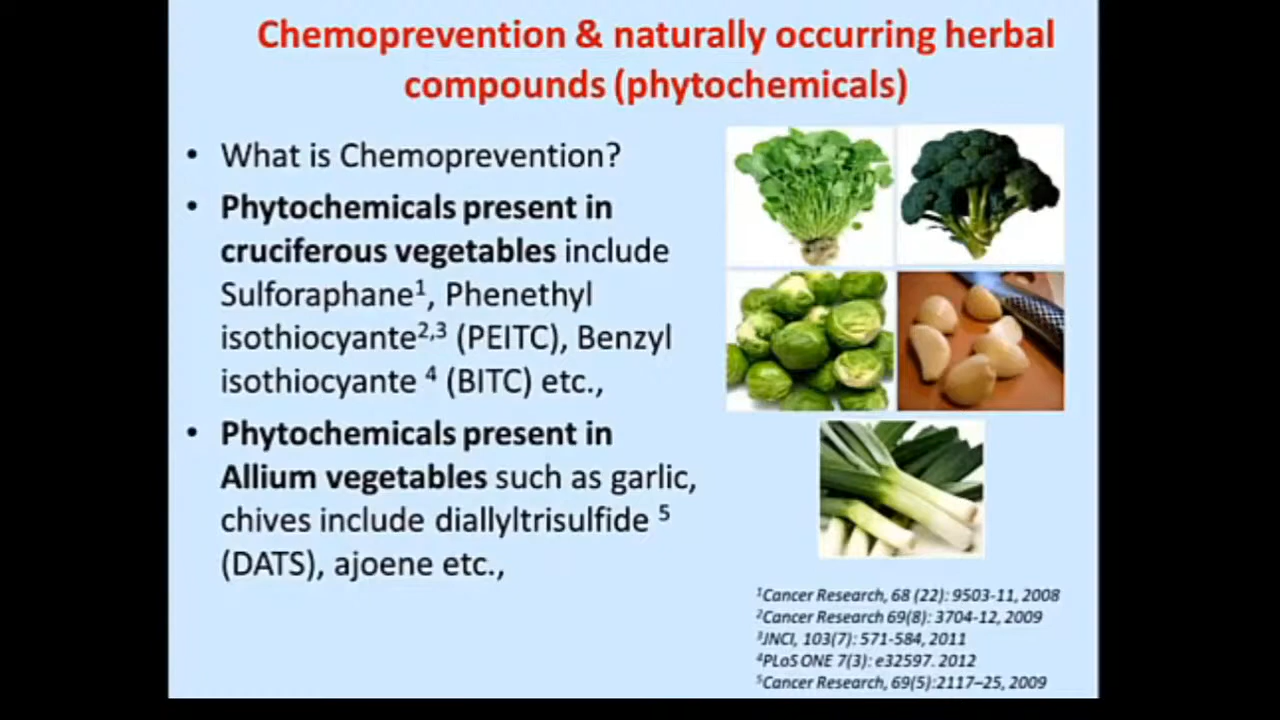 Chemoprevention & naturally occurring herbal
compounds (phytochemicals)
• What is Chemoprevention?
• Phytochemicals present in
cruciferous vegetables include
Sulforaphane¹, Phenethyl
isothiocyante²,³ (PEITC), Benzyl
isothiocyante ⁴ (BITC) etc.,
• Phytochemicals present in
Allium vegetables such as garlic,
chives include diallyltrisulfide ⁵
(DATS), ajoene etc.,
¹Cancer Research, 68 (22): 9503-11, 2008
²Cancer Research 69(8): 3704-12, 2009
³JNCI, 103(7): 571-584, 2011
⁴PLoS ONE 7(3): e32597. 2012
⁵Cancer Research, 69(5):2117–25, 2009